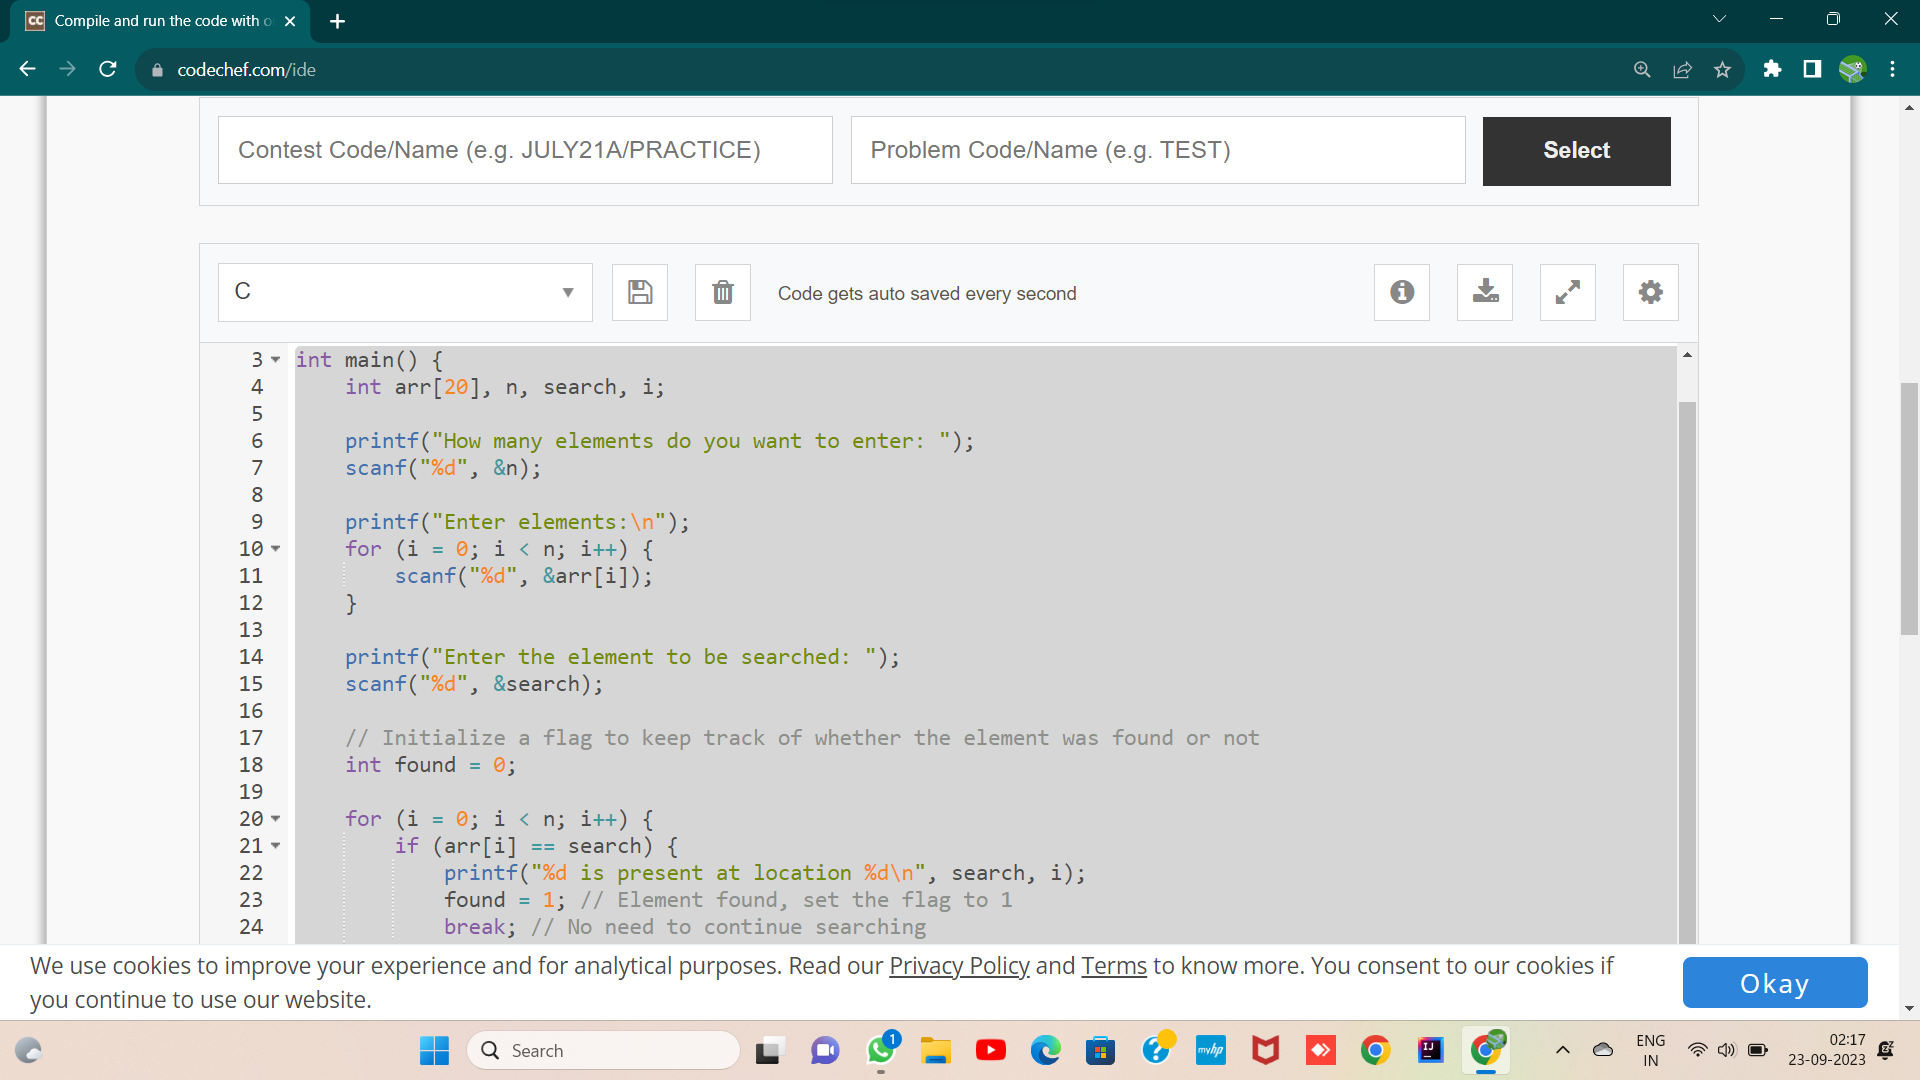 CC Compile and run the code with o
codechef.com/ide
Contest Code/Name (e.g. JULY21A/PRACTICE)
Problem Code/Name (e.g. TEST)
Select
C
Code gets auto saved every second
3 int main() {
4     int arr[20], n, search, i;
5
6     printf("How many elements do you want to enter: ");
7     scanf("%d", &n);
8
9     printf("Enter elements:\n");
10     for (i = 0; i < n; i++) {
11         scanf("%d", &arr[i]);
12     }
13
14     printf("Enter the element to be searched: ");
15     scanf("%d", &search);
16
17     // Initialize a flag to keep track of whether the element was found or not
18     int found = 0;
19
20     for (i = 0; i < n; i++) {
21         if (arr[i] == search) {
22             printf("%d is present at location %d\n", search, i);
23             found = 1; // Element found, set the flag to 1
24             break; // No need to continue searching
We use cookies to improve your experience and for analytical purposes. Read our Privacy Policy and Terms to know more. You consent to our cookies if
you continue to use our website.
Okay
Search
1
myhp
IJ
ENG
IN
02:17
23-09-2023